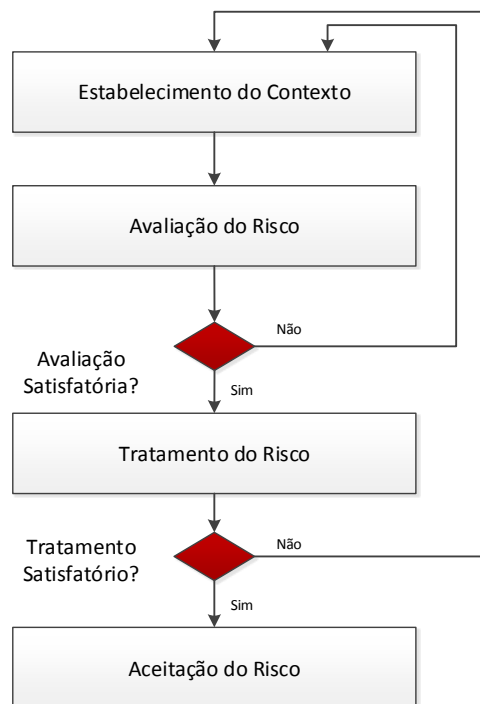 Estabelecimento do Contexto
Avaliação do Risco
Não
Avaliação
Satisfatória?
Sim
Tratamento do Risco
Tratamento
Satisfatório?
Não
Sim
Aceitação do Risco